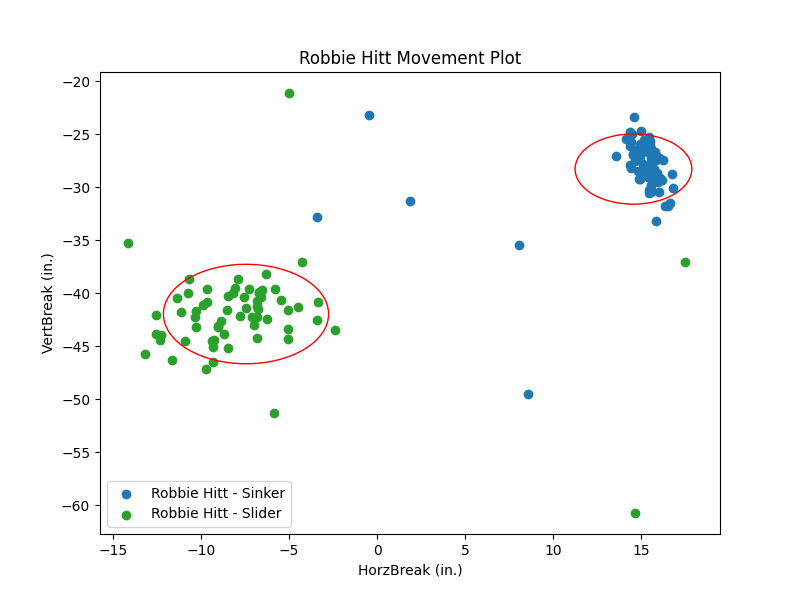 Robbie Hitt Movement Plot
VertBreak (in.)
−20
−25
−30
−35
−40
−45
−50
−55
−60
Robbie Hitt - Sinker
Robbie Hitt - Slider
−15 −10 −5 0 5 10 15
HorzBreak (in.)